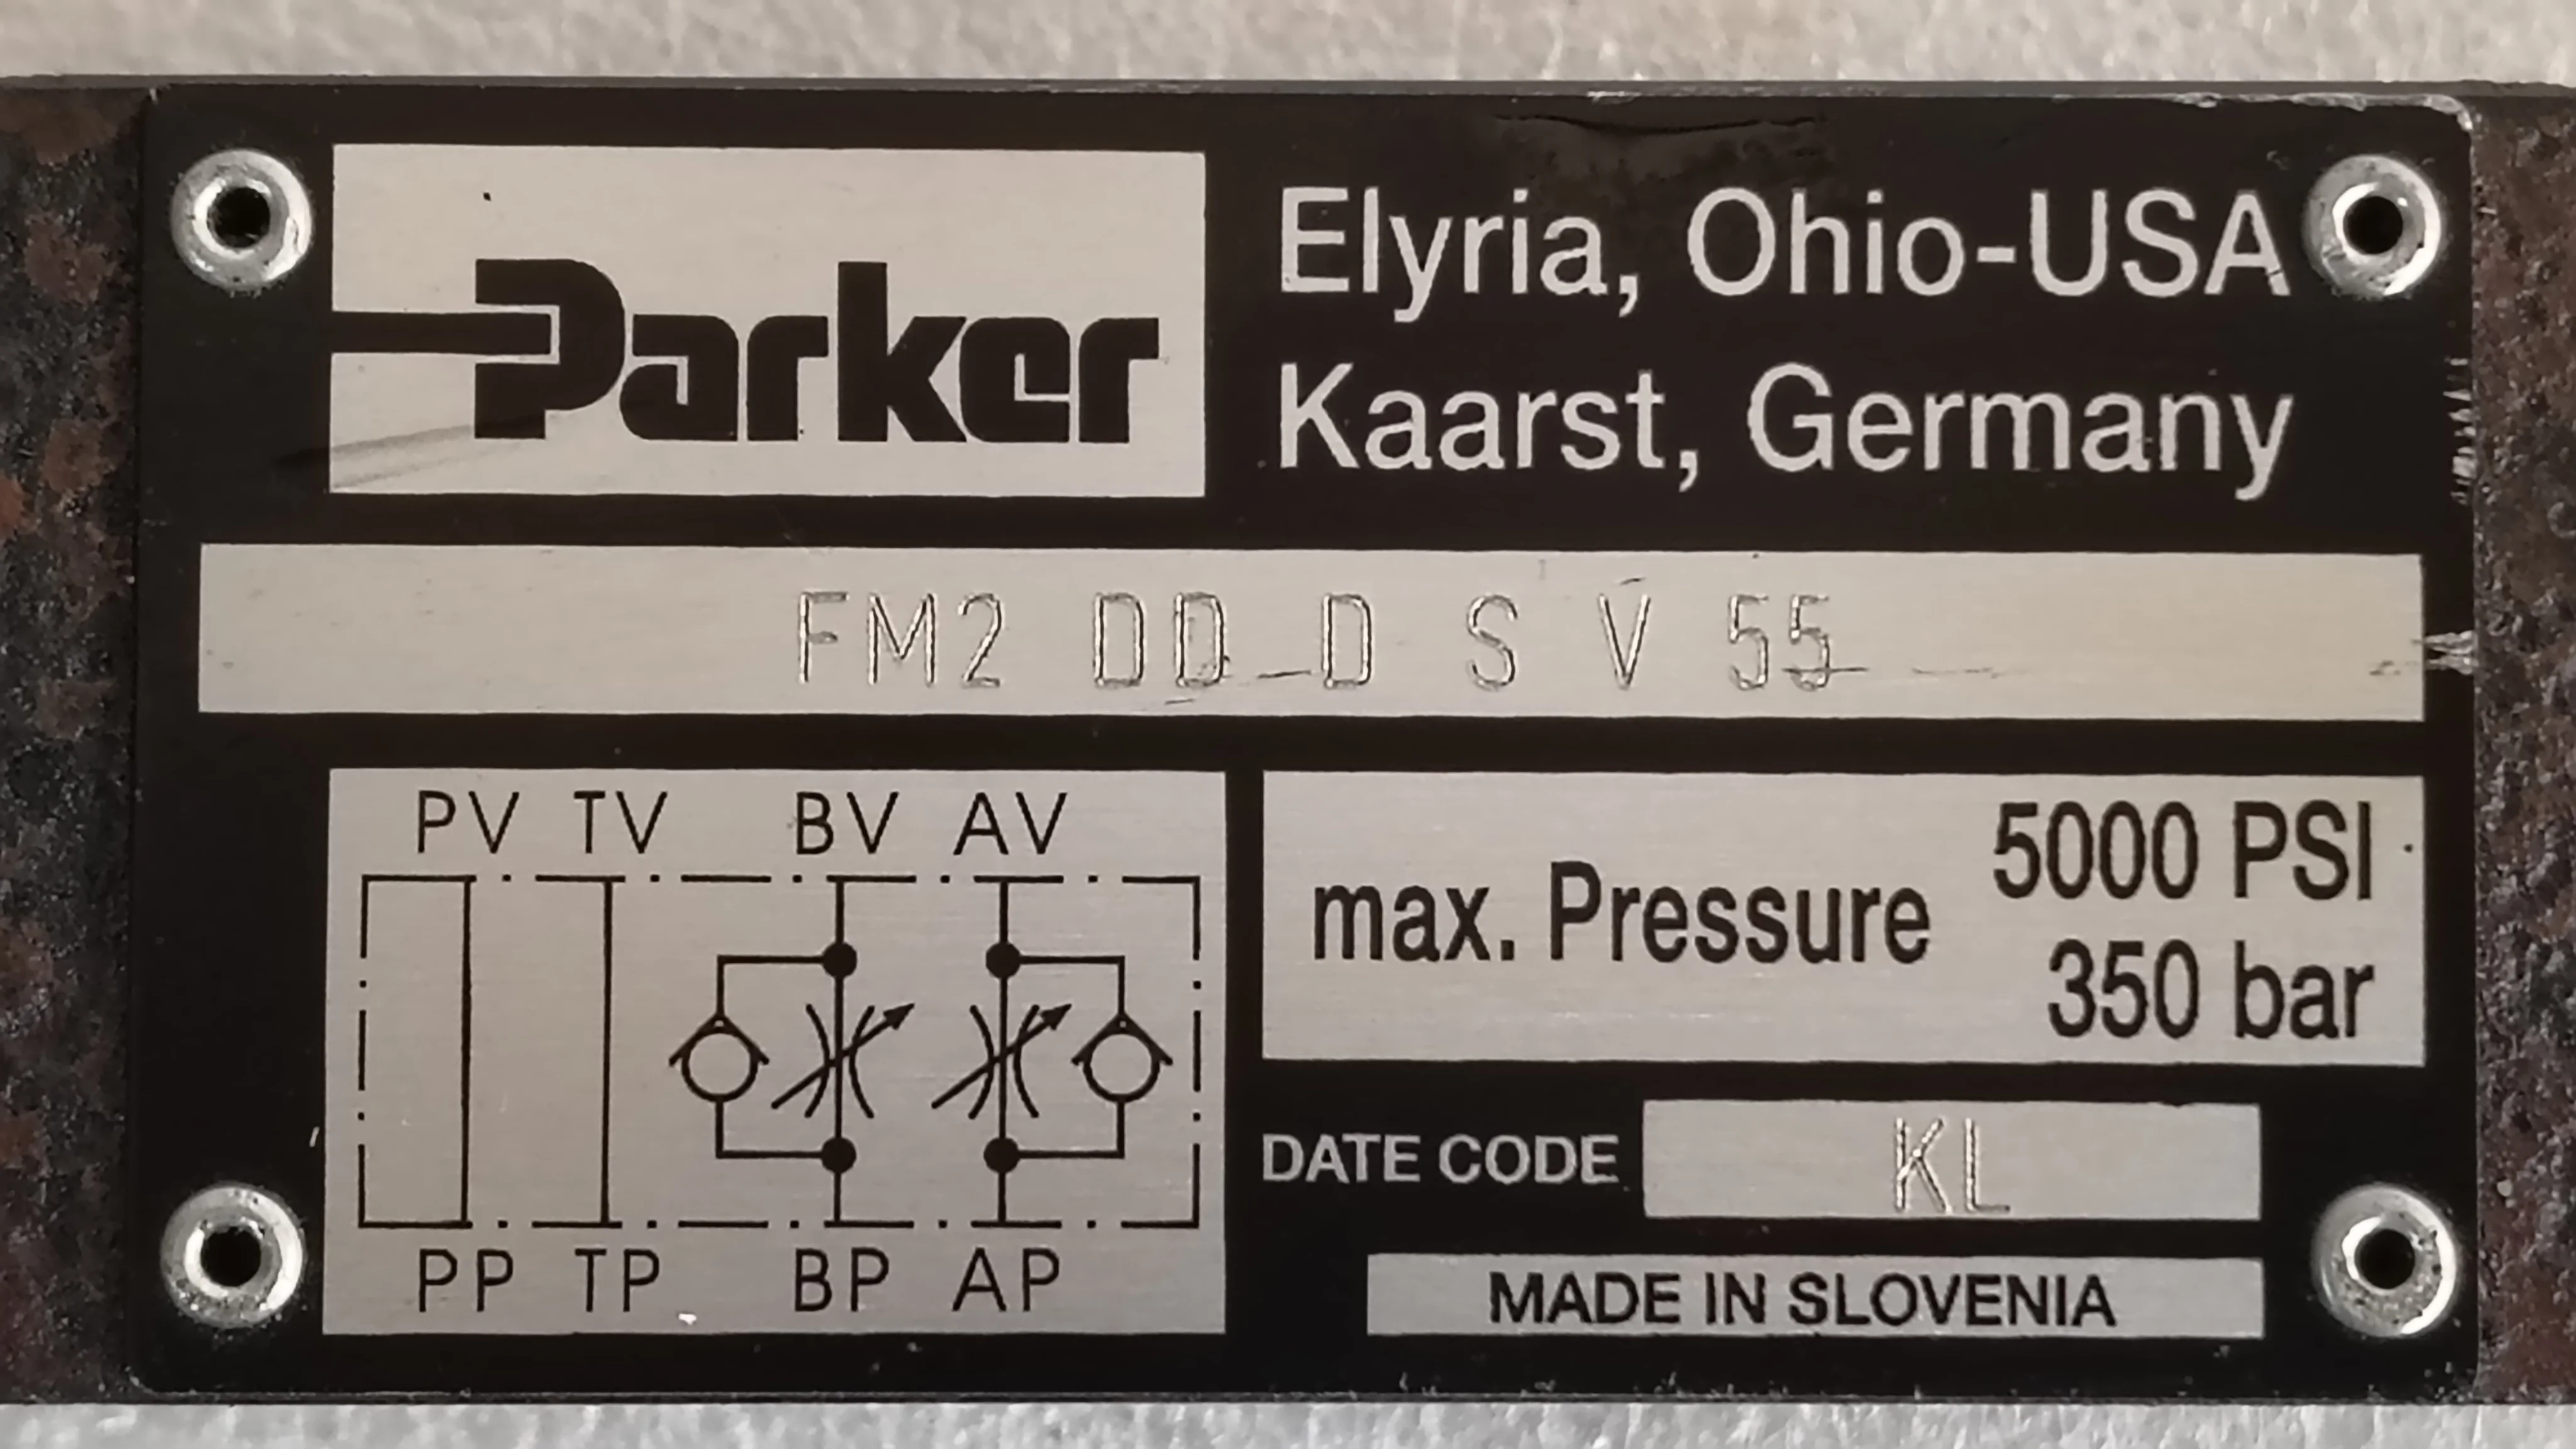 Parker
Elyria, Ohio-USA
Kaarst, Germany
FM2 DD D S V 55
PV TV BV AV
PP TP BP AP
max. Pressure
5000 PSI
350 bar
DATE CODE KL
MADE IN SLOVENIA